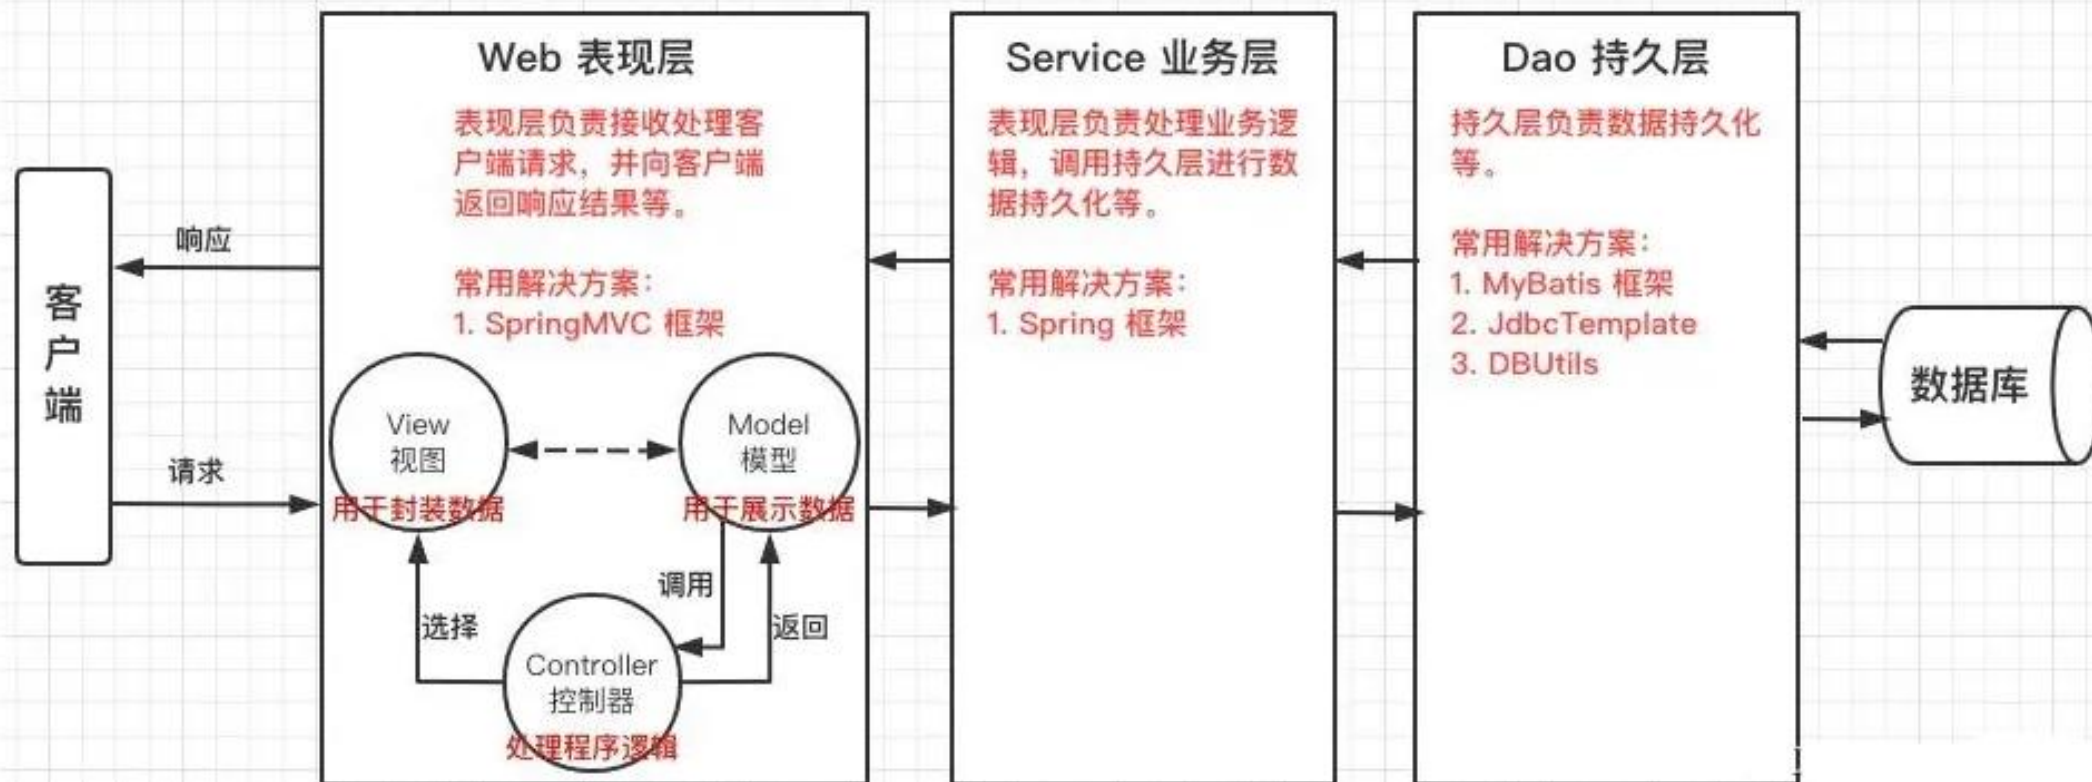 Web 表现层
表现层负责接收处理客
户端请求，并向客户端
返回响应结果等。
常用解决方案：
1. SpringMVC 框架
Service 业务层
表现层负责处理业务逻
辑，调用持久层进行数
据持久化等。
常用解决方案：
1. Spring 框架
Dao 持久层
持久层负责数据持久化
等。
常用解决方案：
1. MyBatis 框架
2. JdbcTemplate
3. DBUtils
客
户
端
响应
请求
View
视图
用于封装数据
Model
模型
用于展示数据
调用
选择
返回
Controller
控制器
处理程序逻辑
数据库